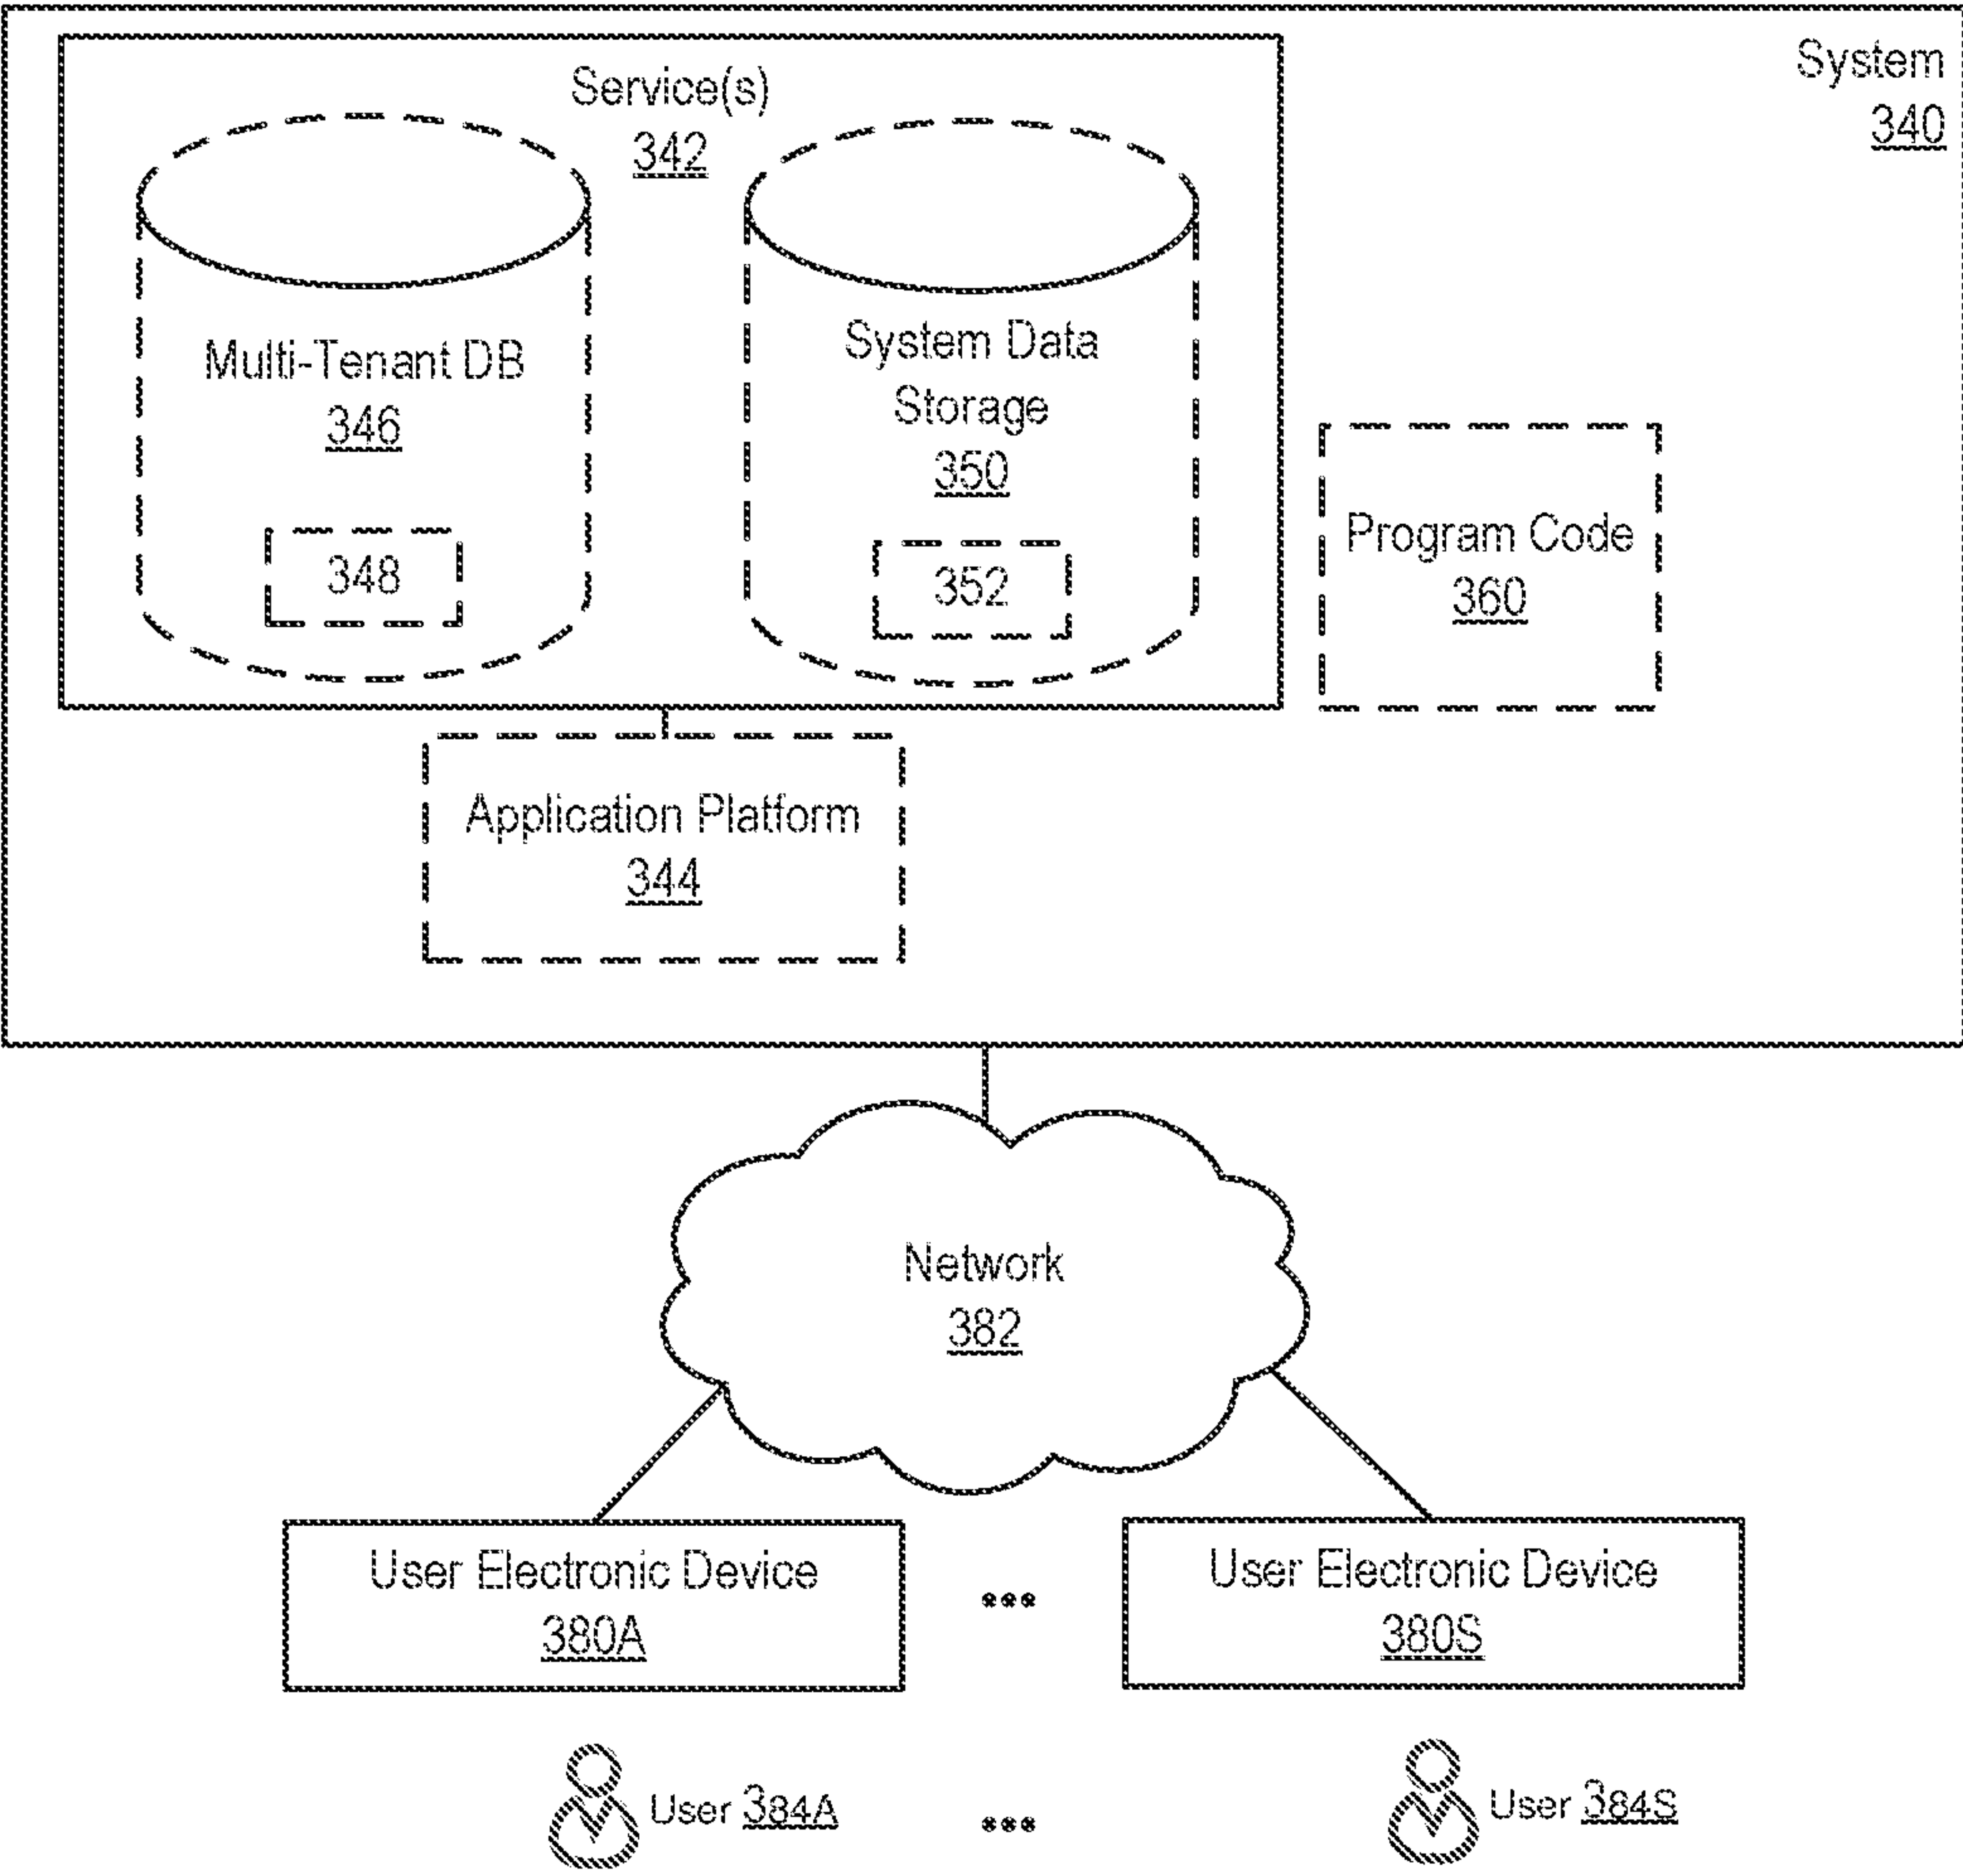 System
340
Service(s)
342
Multi-Tenant DB
346
348
System Data
Storage
350
352
Program Code
360
Application Platform
344
Network
382
User Electronic Device
380A
...
User Electronic Device
380S
User 384A
...
User 384S